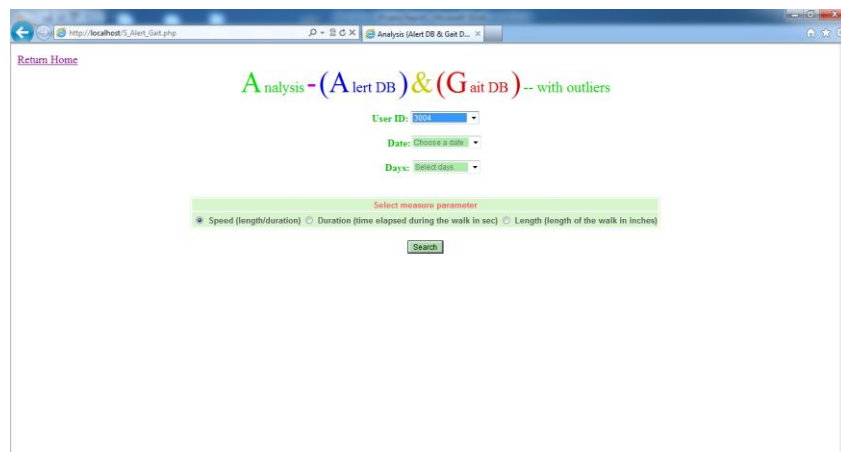 http://localhost/S_Alert_Gait.php
Analysis (Alert DB & Gait D...
Return Home
Analysis - (Alert DB) & (Gait DB) -- with outliers
User ID: 3004
Date: Choose a date
Days: Select days
Select measure parameter
Speed (length/duration) Duration (time elapsed during the walk in sec) Length (length of the walk in inches)
Search